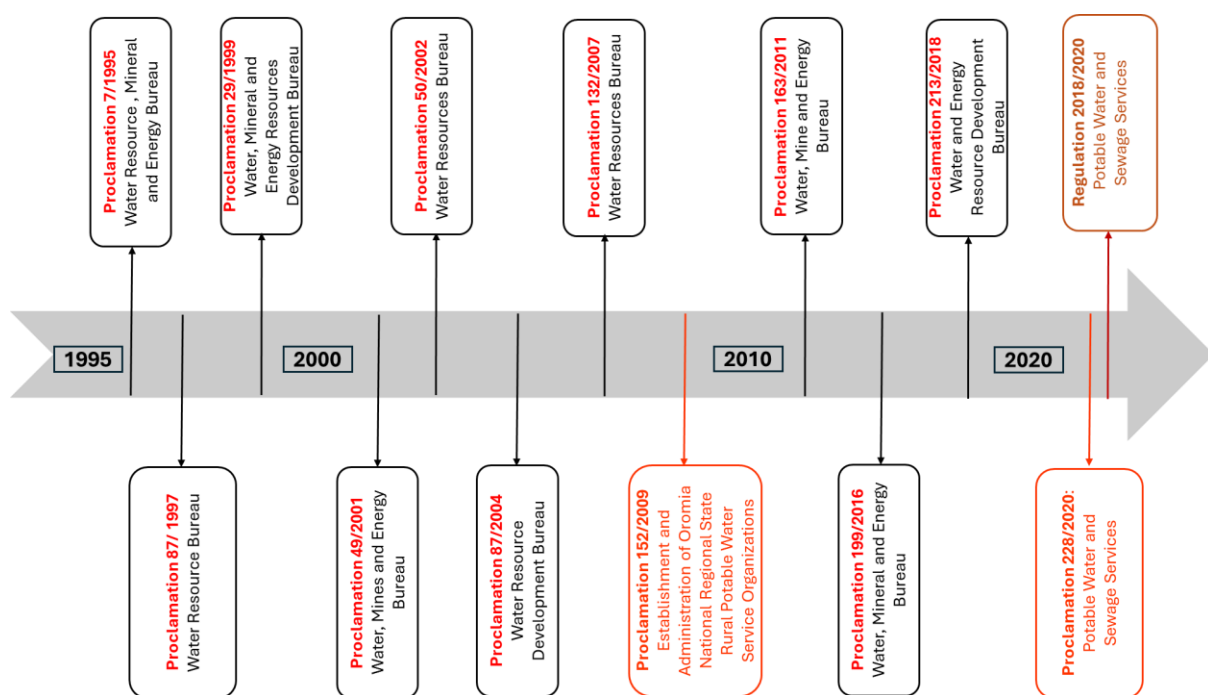 Proclamation 7/1995
Water Resource , Mineral
and Energy Bureau
Proclamation 29/1999
Water, Mineral and
Energy Resources
Development Bureau
Proclamation 50/2002
Water Resources Bureau
Proclamation 132/2007
Water Resources Bureau
Proclamation 163/2011
Water, Mine and Energy
Bureau
Proclamation 213/2018
Water and Energy
Resource Development
Bureau
Regulation 2018/2020
Potable Water and
Sewage Services
1995
2000
2010
2020
Proclamation 87/ 1997
Water Resource Bureau
Proclamation 49/2001
Water, Mines and Energy
Bureau
Proclamation 87/2004
Water Resource
Development Bureau
Proclamation 152/2009
Establishment and
Administration of Oromia
National Regional State
Rural Potable Water
Service Organizations
Proclamation 199/2016
Water, Mineral and Energy
Bureau
Proclamation 228/2020:
Potable Water and
Sewage Services